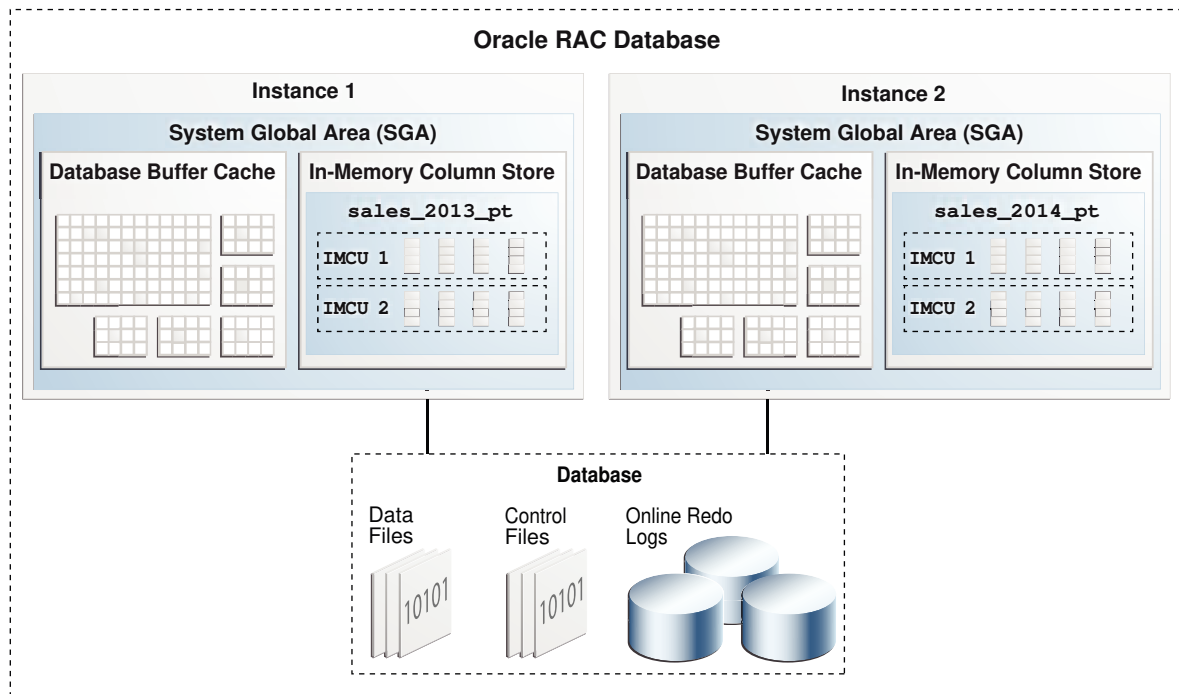 Oracle RAC Database
Instance 1
System Global Area (SGA)
Database Buffer Cache
In-Memory Column Store
sales_2013_pt
IMCU 1
IMCU 2
Instance 2
System Global Area (SGA)
Database Buffer Cache
In-Memory Column Store
sales_2014_pt
IMCU 1
IMCU 2
Database
Data
Files
10101
Control
Files
10101
Online Redo
Logs